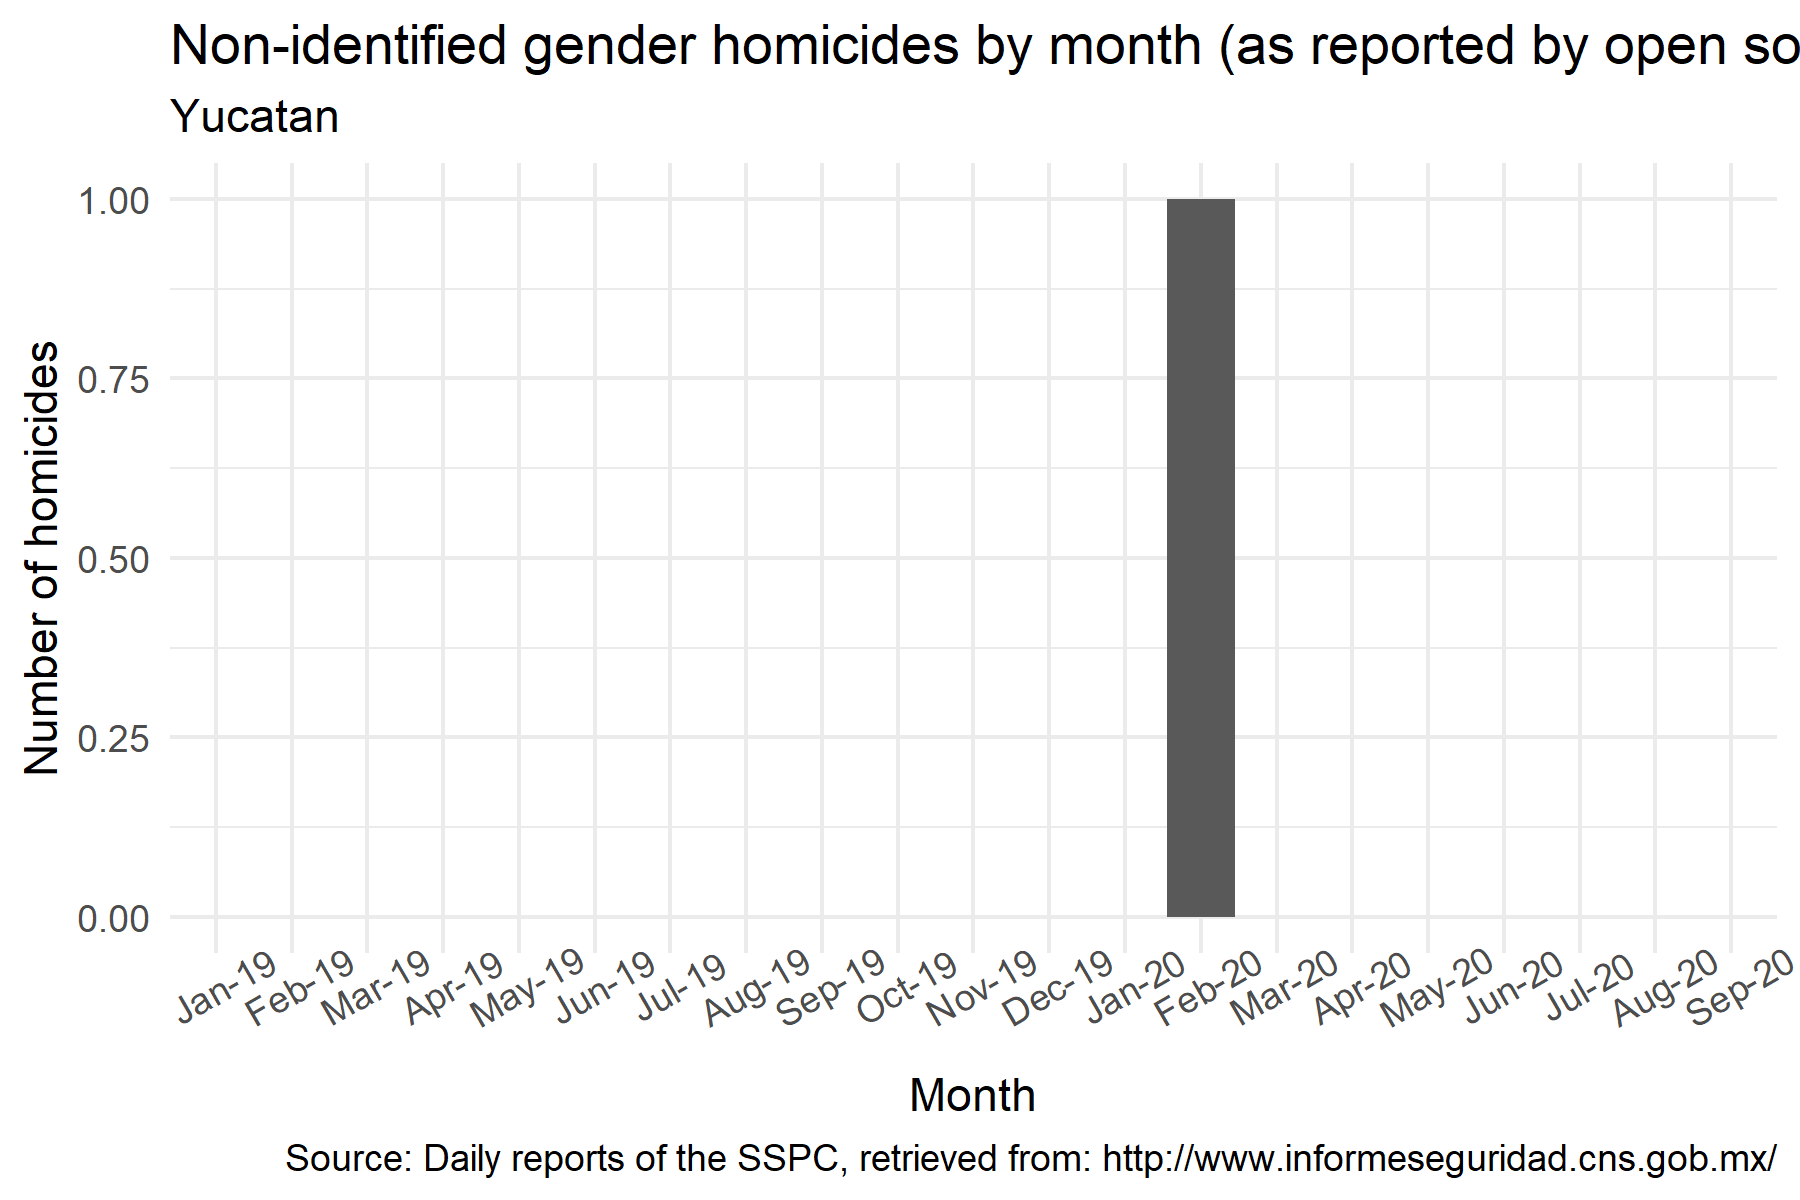 Non-identified gender homicides by month (as reported by open so
Yucatan
1.00
0.75
0.50
0.25
0.00
Number of homicides
Jan-19
Feb-19
Mar-19
Apr-19
May-19
Jun-19
Jul-19
Aug-19
Sep-19
Oct-19
Nov-19
Dec-19
Jan-20
Feb-20
Mar-20
Apr-20
May-20
Jun-20
Jul-20
Aug-20
Sep-20
Month
Source: Daily reports of the SSPC, retrieved from: http://www.informeseguridad.cns.gob.mx/